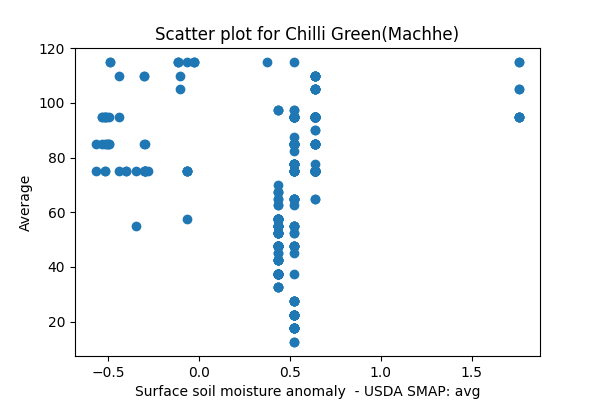 Scatter plot for Chilli Green(Machhe)
120
100
80
60
40
20
Average
−0.5 0.0 0.5 1.0 1.5
Surface soil moisture anomaly  - USDA SMAP: avg